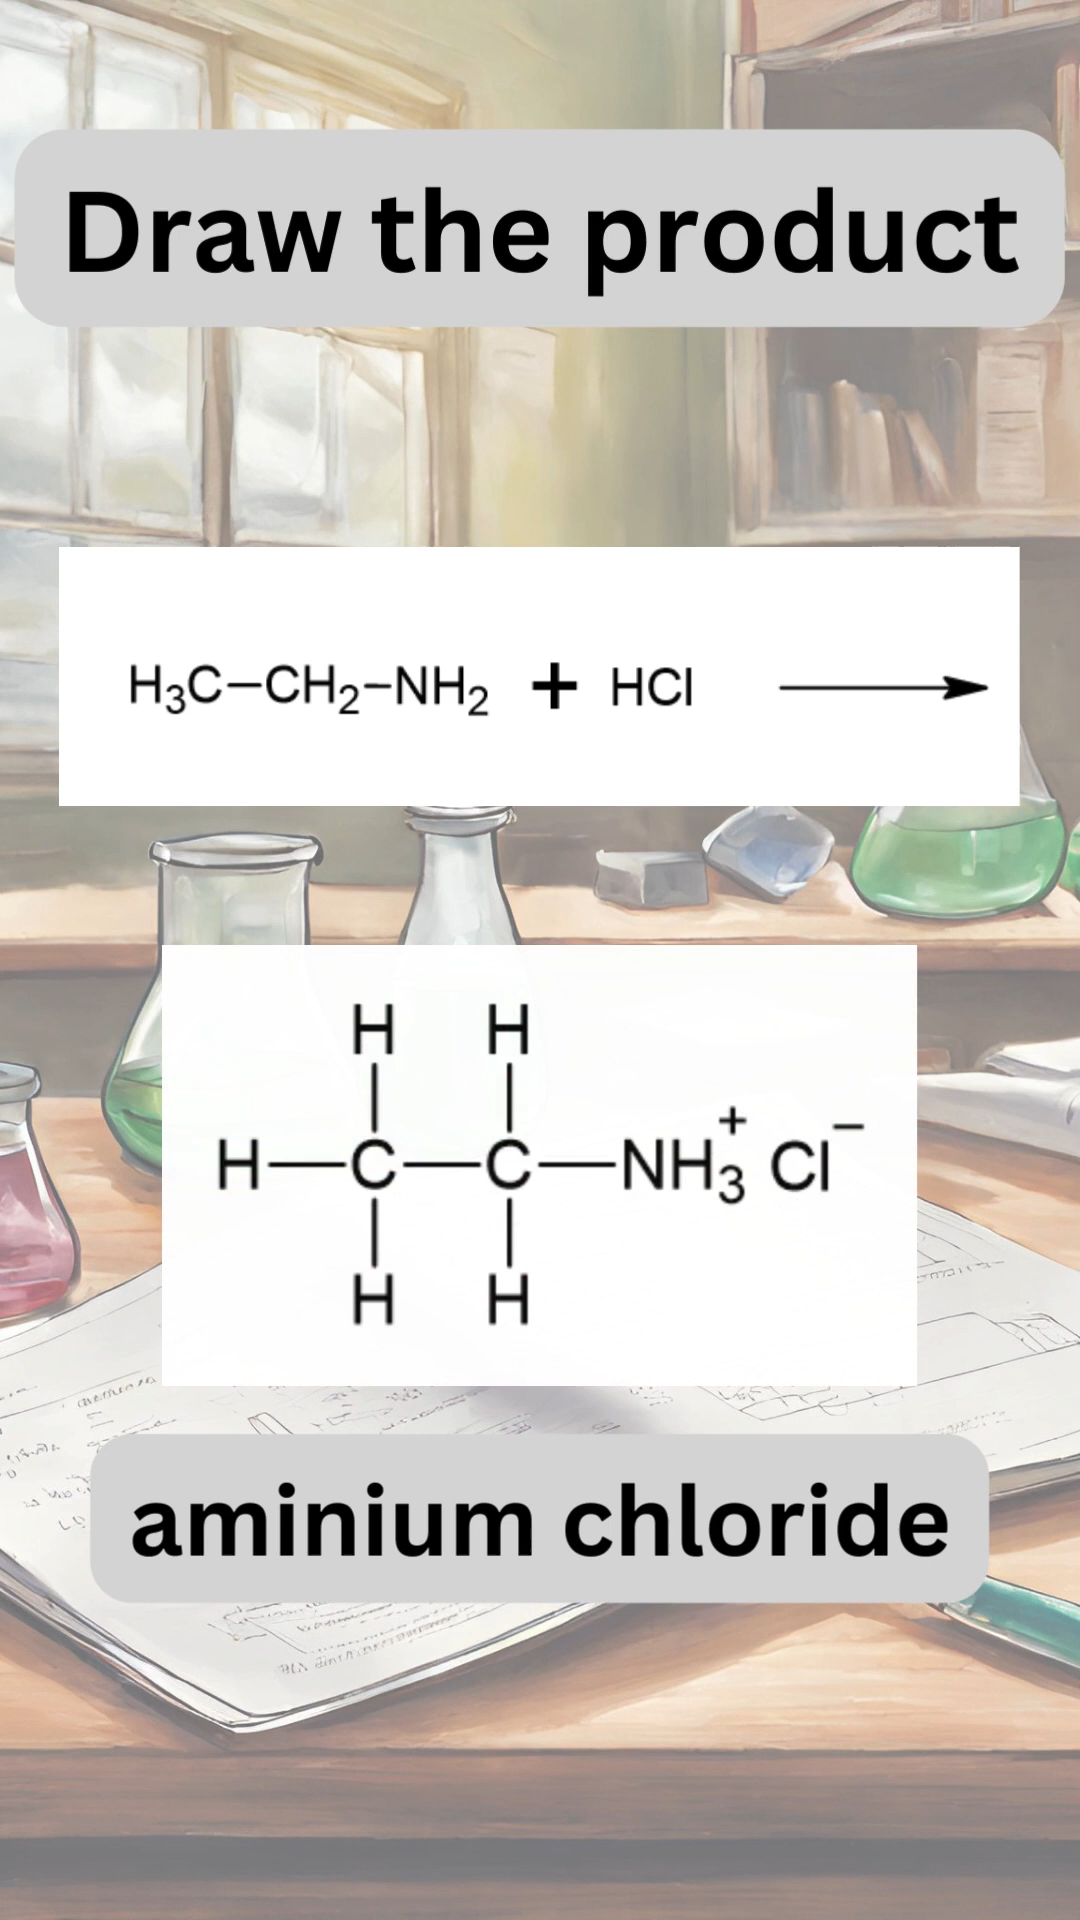 Draw the product
H₃C–CH₂–NH₂ + HCl ⟶
H H
H—C—C—NH₃⁺ Cl⁻
H H
aminium chloride